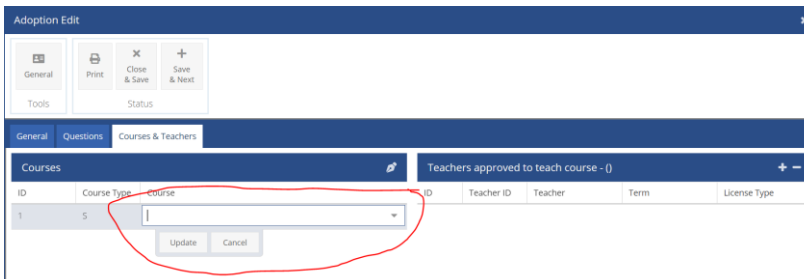 Adoption Edit
General
Print
Close
& Save
Save
& Next
Tools
Status
General Questions Courses & Teachers
Courses
ID Course Type Course
1 S
Update Cancel
Teachers approved to teach course - ()
ID Teacher ID Teacher Term License Type